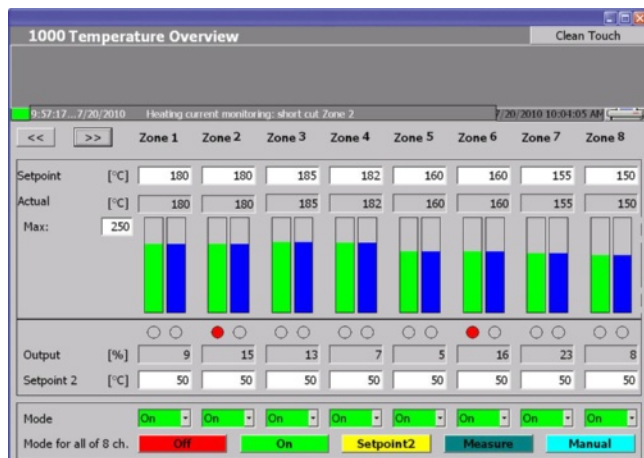 1000 Temperature Overview Clean Touch
9:57:17...7/20/2010 Heating current monitoring: short cut Zone 2 7/20/2010 10:04:05 AM
<< >> Zone 1 Zone 2 Zone 3 Zone 4 Zone 5 Zone 6 Zone 7 Zone 8
Setpoint [°C] 180 180 185 182 160 160 155 150
Actual [°C] 180 180 185 182 160 160 155 150
Max: 250
Output [%] 9 15 13 7 5 16 23 8
Setpoint 2 [°C] 50 50 50 50 50 50 50 50
Mode On On On On On On On On
Mode for all of 8 ch. Off On Setpoint2 Measure Manual